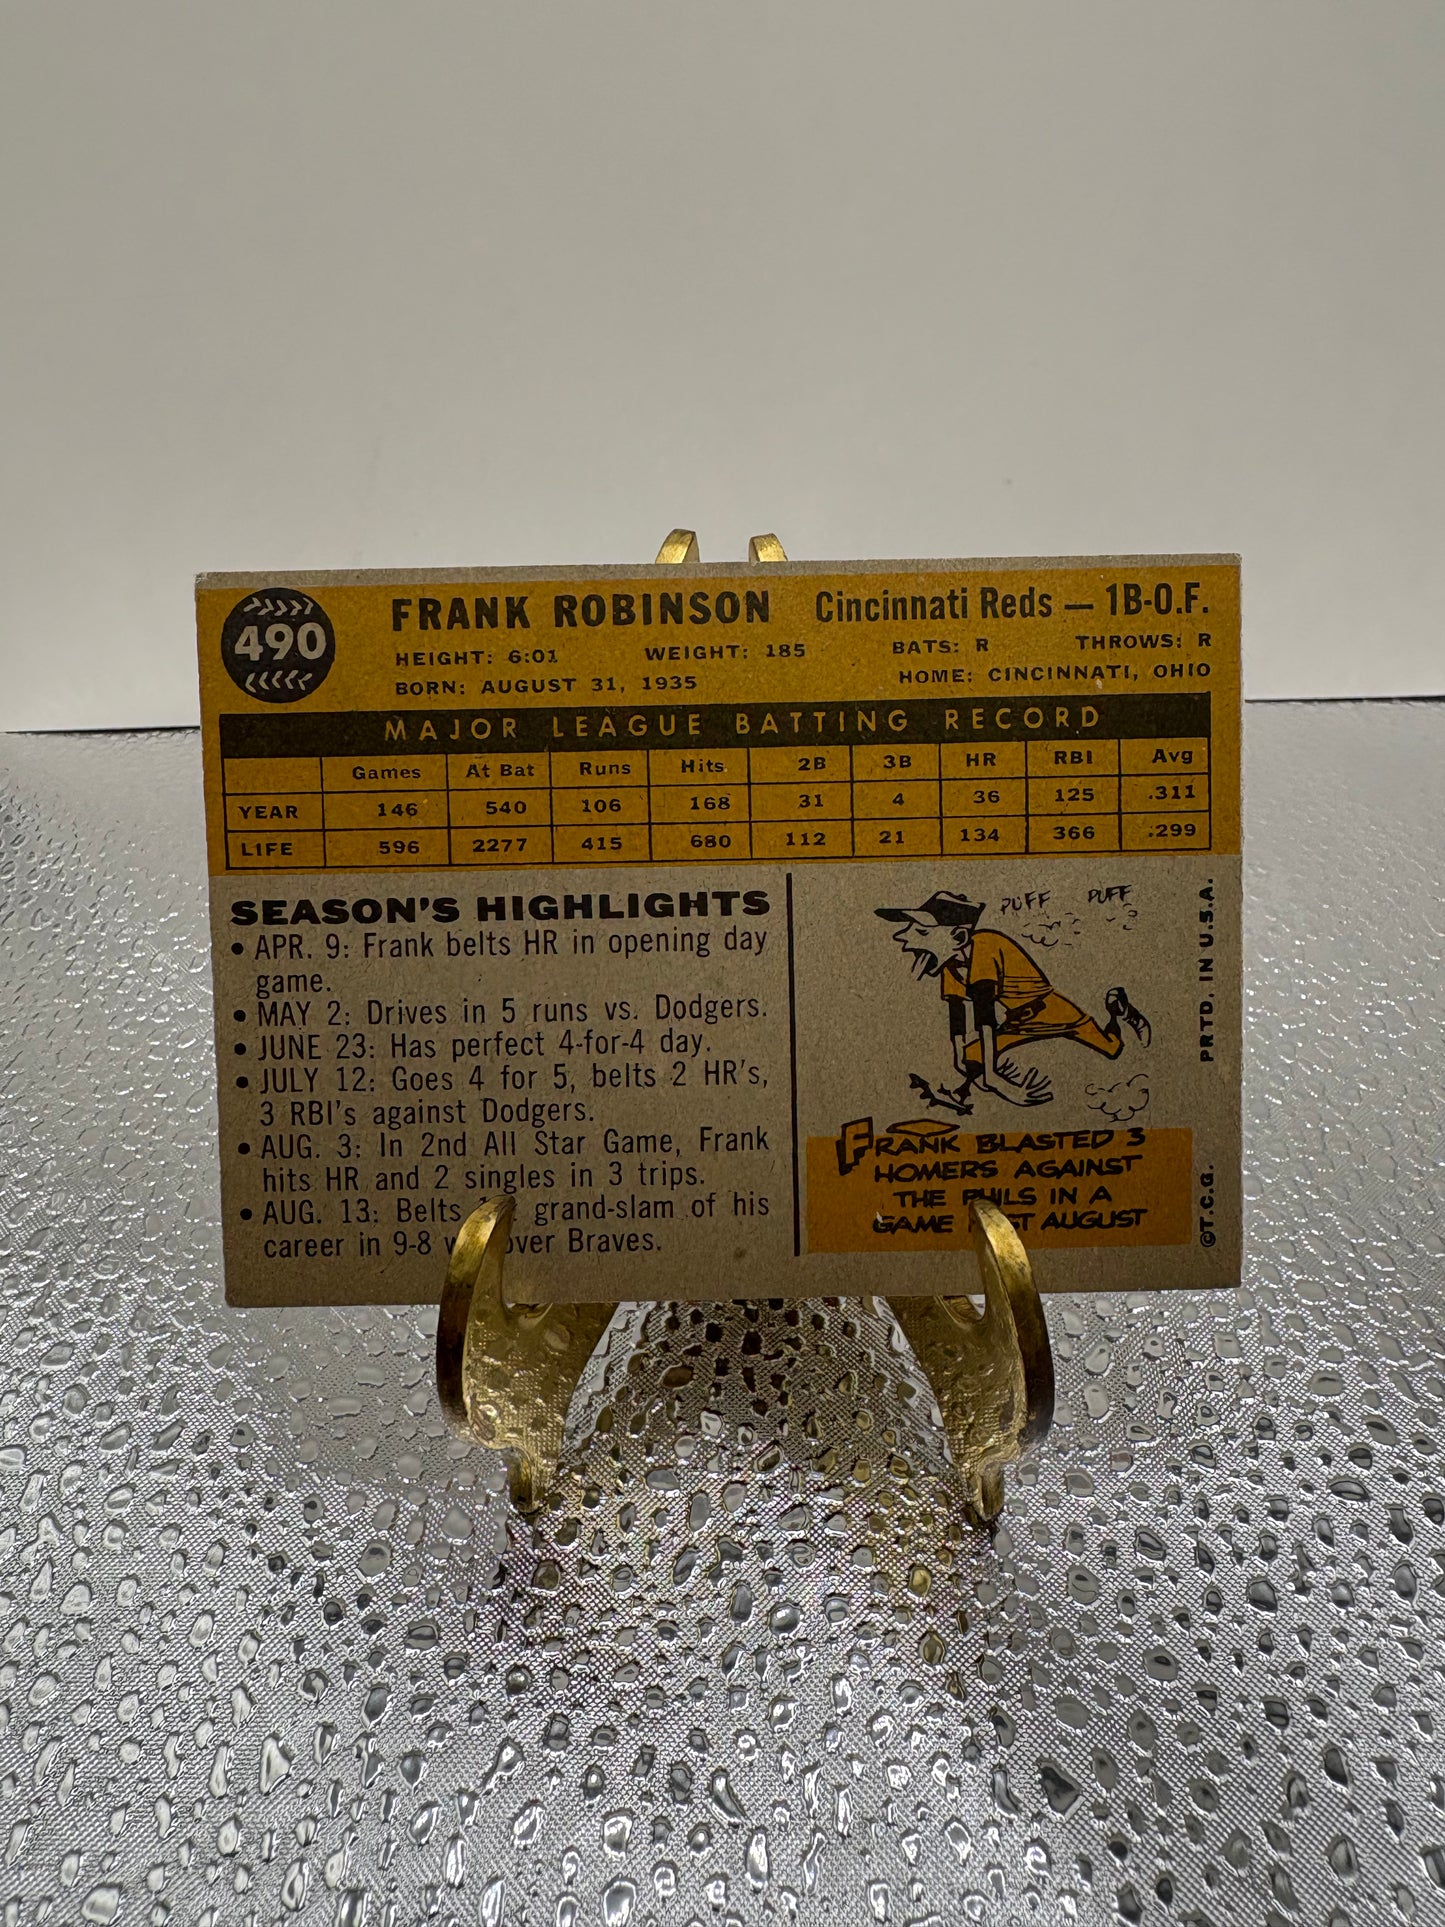 490
FRANK ROBINSON Cincinnati Reds — 1B-O.F.
HEIGHT: 6:01 WEIGHT: 185 BATS: R THROWS: R
BORN: AUGUST 31, 1935 HOME: CINCINNATI, OHIO
MAJOR LEAGUE BATTING RECORD
Games At Bat Runs Hits 2B 3B HR RBI Avg
YEAR 146 540 106 168 31 4 36 125 .311
LIFE 596 2277 415 680 112 21 134 366 .299
SEASON'S HIGHLIGHTS
• APR. 9: Frank belts HR in opening day
game.
• MAY 2: Drives in 5 runs vs. Dodgers.
• JUNE 23: Has perfect 4-for-4 day.
• JULY 12: Goes 4 for 5, belts 2 HR's,
3 RBI's against Dodgers.
• AUG. 3: In 2nd All Star Game, Frank
hits HR and 2 singles in 3 trips.
• AUG. 13: Belts grand-slam of his
career in 9-8 over Braves.
PUFF PUFF
FRANK BLASTED 3
HOMERS AGAINST
THE PHILS IN A
GAME AUGUST
©T.C.G. PRTD. IN U.S.A.